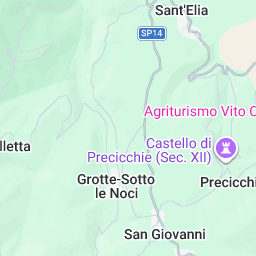 Sant'Elia
SP14
Agriturismo Vito C
Castello di
Precicchie (Sec. XII)
lletta
Grotte-Sotto
le Noci
Precicchi
San Giovanni